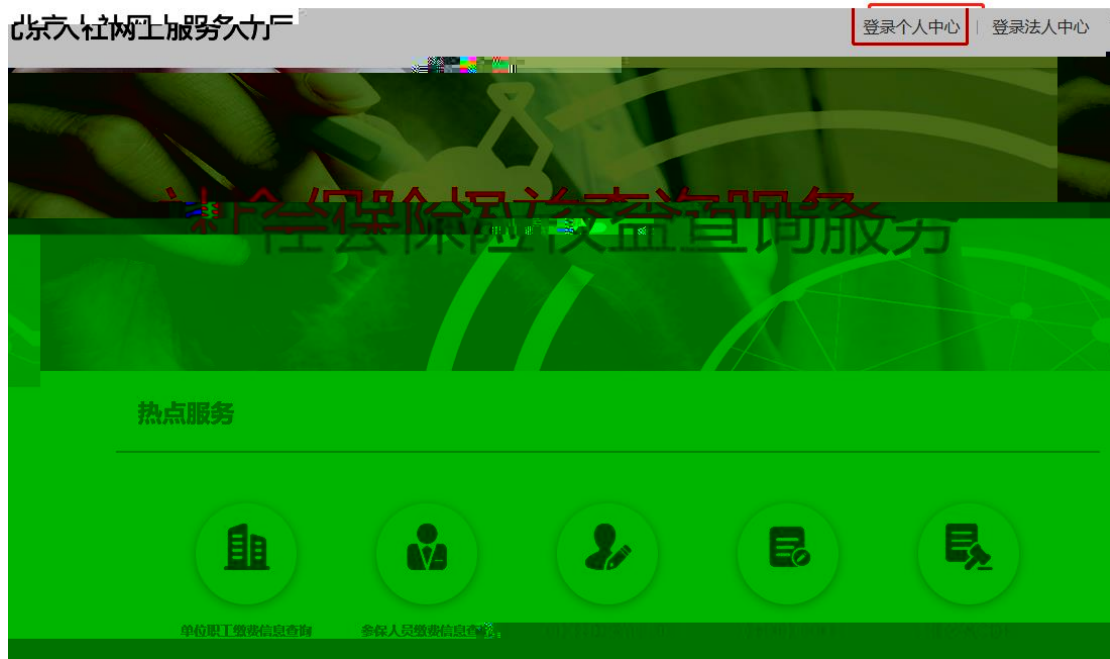 北京人社网上服务大厅
登录个人中心 | 登录法人中心
社会保险权益查询服务
热点服务
单位职工缴费信息查询
参保人员缴费信息查